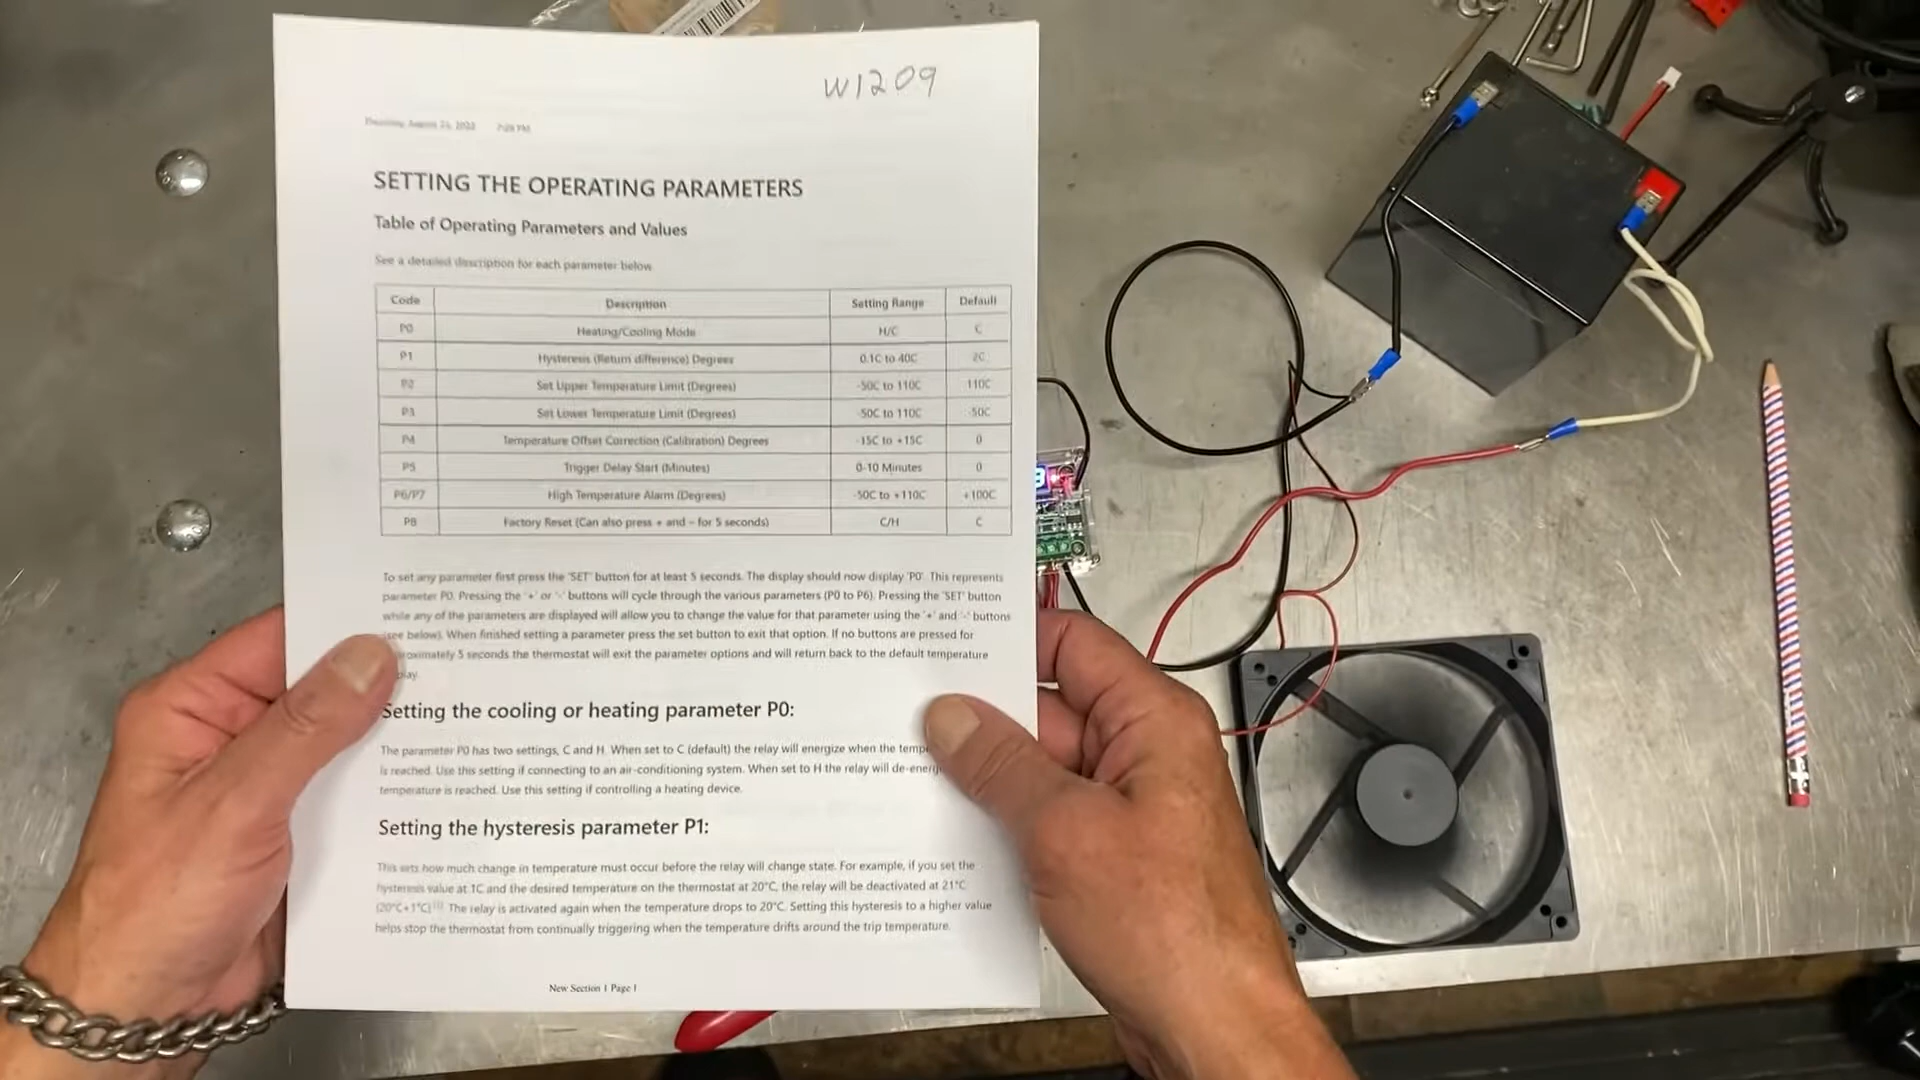 W1209
Thursday, August 25, 2022 7:28 PM
SETTING THE OPERATING PARAMETERS
Table of Operating Parameters and Values
See a detailed description for each parameter below
Code Description Setting Range Default
P0 Heating/Cooling Mode H/C C
P1 Hysteresis (Return difference) Degrees 0.1C to 40C 2C
P2 Set Upper Temperature Limit (Degrees) -50C to 110C 110C
P3 Set Lower Temperature Limit (Degrees) -50C to 110C -50C
P4 Temperature Offset Correction (Calibration) Degrees -15C to +15C 0
P5 Trigger Delay Start (Minutes) 0-10 Minutes 0
P6/P7 High Temperature Alarm (Degrees) -50C to +110C +100C
P8 Factory Reset (Can also press + and – for 5 seconds) C/H C
To set any parameter first press the 'SET' button for at least 5 seconds. The display should now display 'P0'. This represents
parameter P0. Pressing the '+' or '-' buttons will cycle through the various parameters (P0 to P6). Pressing the 'SET' button
while any of the parameters are displayed will allow you to change the value for that parameter using the '+' and '-' buttons
(see below). When finished setting a parameter press the set button to exit that option. If no buttons are pressed for
5 seconds the thermostat will exit the parameter options and will return back to the default temperature
Setting the cooling or heating parameter P0:
The parameter P0 has two settings, C and H. When set to C (default) the relay will energize when the
is reached. Use this setting if connecting to an air-conditioning system. When set to H the relay will
temperature is reached. Use this setting if controlling a heating device.
Setting the hysteresis parameter P1:
This sets how much change in temperature must occur before the relay will change state. For example, if you set the
hysteresis value at 1C and the desired temperature on the thermostat at 20°C, the relay will be deactivated at 21°C
(20°C+1°C) The relay is activated again when the temperature drops to 20°C. Setting this hysteresis to a higher value
helps stop the thermostat from continually triggering when the temperature drifts around the trip temperature.
New Section 1 Page 1